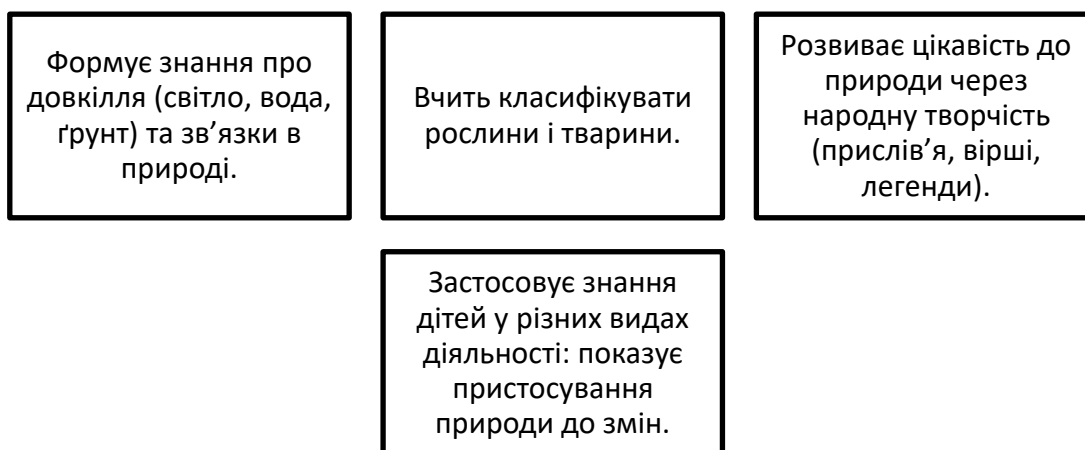 Формує знання про
довкілля (світло, вода,
ґрунт) та зв’язки в
природі.
Вчить класифікувати
рослини і тварини.
Розвиває цікавість до
природи через
народну творчість
(прислів’я, вірші,
легенди).
Застосовує знання
дітей у різних видах
діяльності: показує
пристосування
природи до змін.